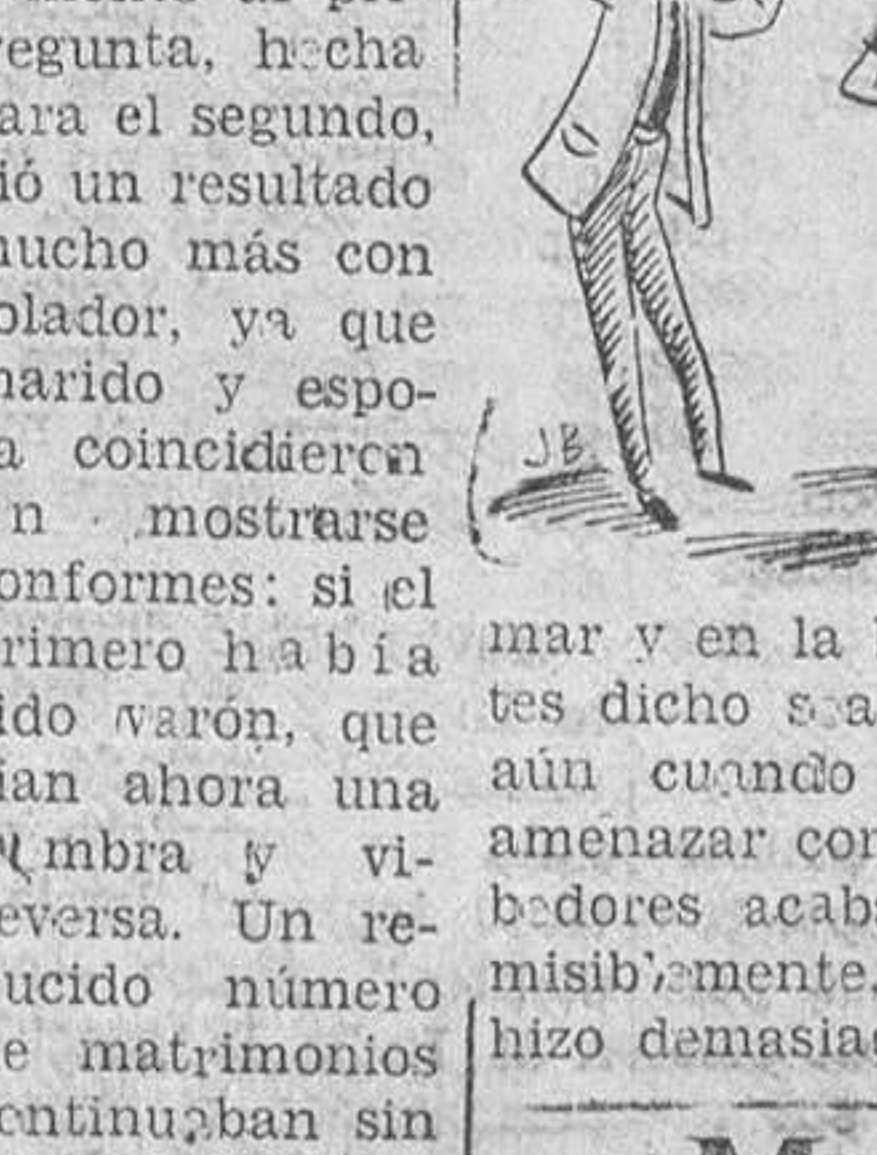 regunta, hecha
ara el segundo,
ió un resultado
mucho más con
olador, ya que
marido y espo-
a coincidieron
n mostrarse
onformes: si el
rimero había
ido varón, que
ian ahora una
mbra y vi-
eversa. Un re-
ucido número
e matrimonios
ontinuaban sin
JB
mar y en la
tes dicho sea
aún cuando
amenazar con
bedores acab
misiblemente.
hizo demasia